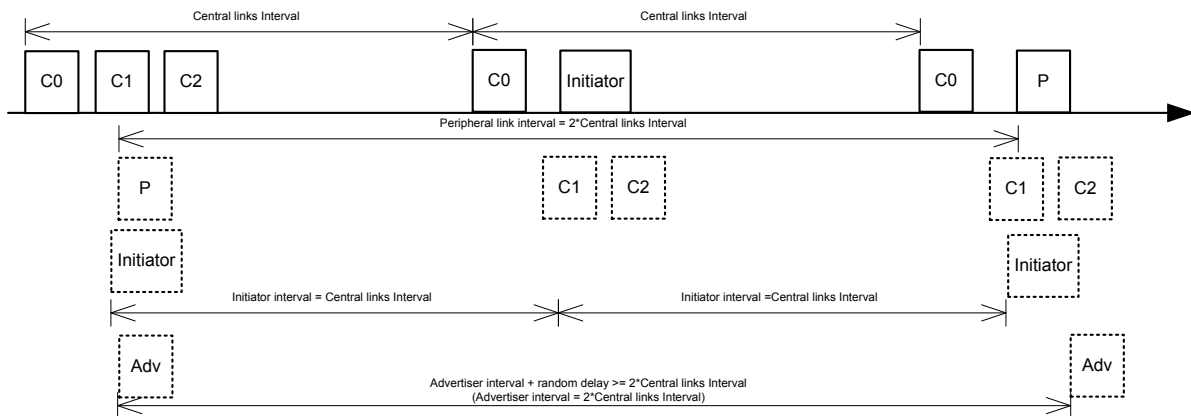 Central links Interval
Central links Interval
C0
C1
C2
C0
Initiator
C0
P
Peripheral link interval = 2*Central links Interval
P
C1
C2
C1
C2
Initiator
Initiator
Initiator interval = Central links Interval
Initiator interval =Central links Interval
Adv
Adv
Advertiser interval + random delay >= 2*Central links Interval
(Advertiser interval = 2*Central links Interval)